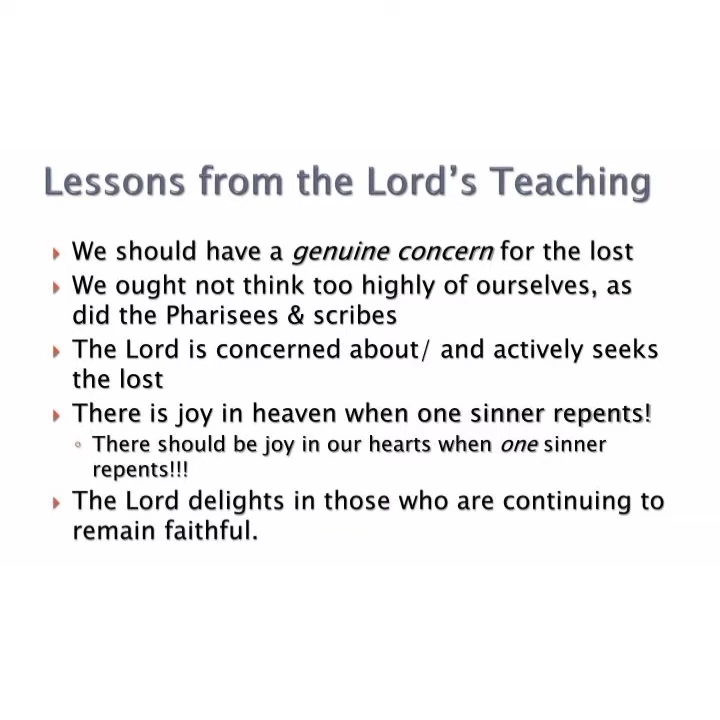 Lessons from the Lord’s Teaching
We should have a genuine concern for the lost
We ought not think too highly of ourselves, as
did the Pharisees & scribes
The Lord is concerned about/ and actively seeks
the lost
There is joy in heaven when one sinner repents!
There should be joy in our hearts when one sinner
repents!!!
The Lord delights in those who are continuing to
remain faithful.